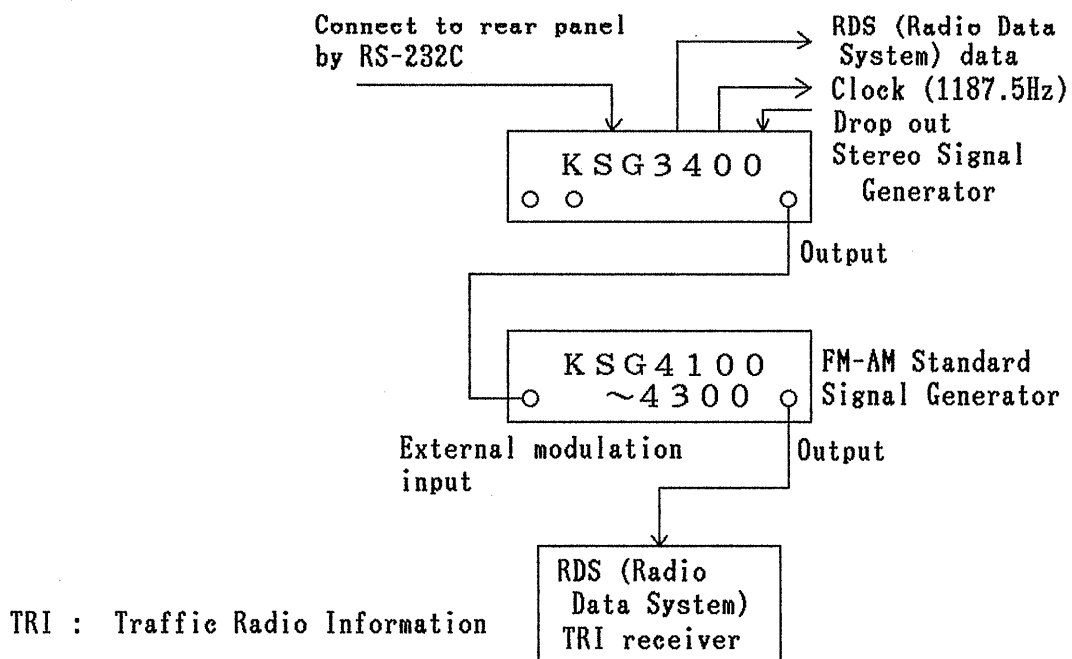 Connect to rear panel
by RS-232C
RDS (Radio Data
System) data
Clock (1187.5Hz)
Drop out
Stereo Signal
Generator
KSG3400
Output
KSG4100
~4300
FM-AM Standard
Signal Generator
External modulation
input
Output
RDS (Radio
Data System)
TRI receiver
TRI : Traffic Radio Information